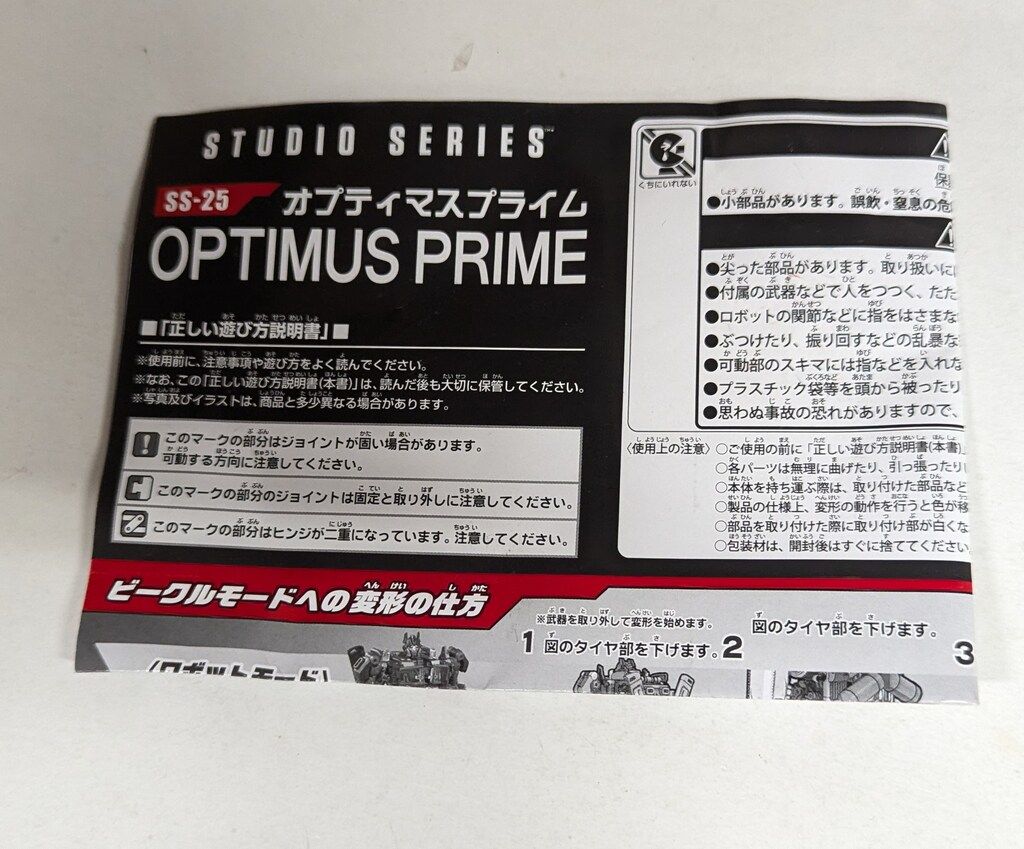 STUDIO SERIES™
SS-25 オプティマスプライム
OPTIMUS PRIME
■「正しい遊び方説明書」■
※使用前に、注意事項や遊び方をよく読んでください。
※なお、この「正しい遊び方説明書(本書)」は、読んだ後も大切に保管してください。
※写真及びイラストは、商品と多少異なる場合があります。
このマークの部分はジョイントが固い場合があります。
可動する方向に注意してください。
このマークの部分のジョイントは固定と取り外しに注意してください。
このマークの部分はヒンジが二重になっています。注意してください。
くちにいれない
●小部品があります。誤飲・窒息の危
●尖った部品があります。取り扱いに
●付属の武器などで人をつつく、たた
●ロボットの関節などに指をはさまな
●ぶつけたり、振り回すなどの乱暴な
●可動部のスキマには指などを入れな
●プラスチック袋等を頭から被ったり
●思わぬ事故の恐れがありますので、
〈使用上の注意〉
○ご使用の前に「正しい遊び方説明書(本書)
○各パーツは無理に曲げたり、引っ張ったり
○本体を持ち運ぶ際は、取り付けた部品など
○製品の仕様上、変形の動作を行うと色が移
○部品を取り付けた際に取り付け部が白くな
○包装材は、開封後はすぐに捨ててください
ビークルモードへの変形の仕方
※武器を取り外して変形を始めます。
1 図のタイヤ部を下げます。
2 図のタイヤ部を下げます。
3
〈ロボットモード〉